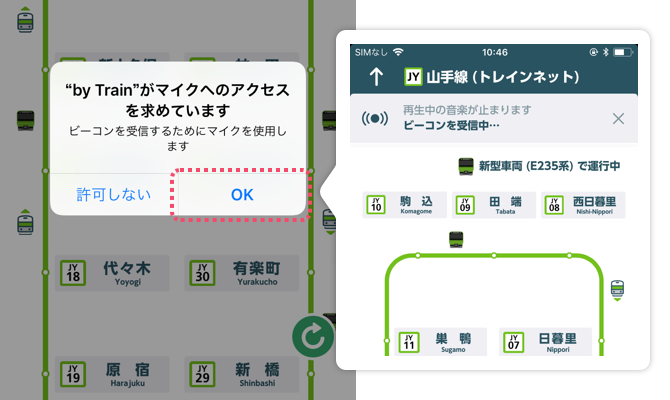 “by Train”がマイクへのアクセス
を求めています
ビーコンを受信するためにマイクを使用し
ます
許可しない
OK
JY
18
代々木
Yoyogi
JY
30
有楽町
Yurakucho
JY
19
原 宿
Harajuku
JY
29
新 橋
Shinbashi
SIMなし
10:46
JY 山手線 (トレインネット)
再生中の音楽が止まります
ビーコンを受信中…
新型車両 (E235系) で運行中
JY
10
駒 込
Komagome
JY
09
田 端
Tabata
JY
08
西日暮里
Nishi-Nippori
JY
11
巣 鴨
Sugamo
JY
07
日暮里
Nippori